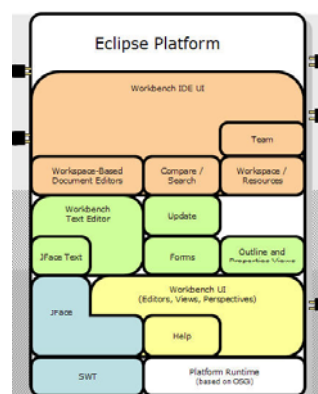 Eclipse Platform
Workbench IDE UI
Team
Workspace-Based
Document Editors
Compare /
Search
Workspace /
Resources
Workbench
Text Editor
Update
JFace Text
Forms
Outline and
Properties Views
JFace
Workbench UI
(Editors, Views, Perspectives)
Help
SWT
Platform Runtime
(based on OSGi)